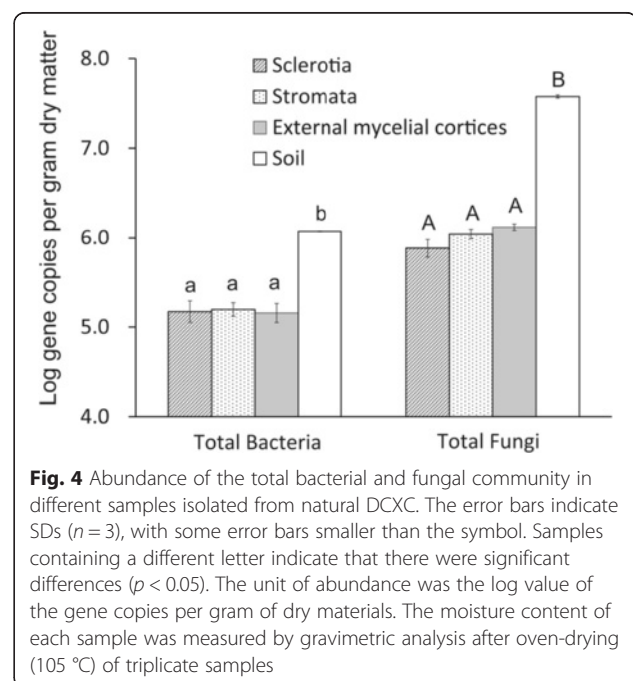 Log gene copies per gram dry matter
8.0
7.0
6.0
5.0
4.0
Sclerotia
Stromata
External mycelial cortices
Soil
a
a
a
b
A
A
A
B
Total Bacteria
Total Fungi
Fig. 4 Abundance of the total bacterial and fungal community in
different samples isolated from natural DCXC. The error bars indicate
SDs (n = 3), with some error bars smaller than the symbol. Samples
containing a different letter indicate that there were significant
differences (p < 0.05). The unit of abundance was the log value of
the gene copies per gram of dry materials. The moisture content of
each sample was measured by gravimetric analysis after oven-drying
(105 °C) of triplicate samples